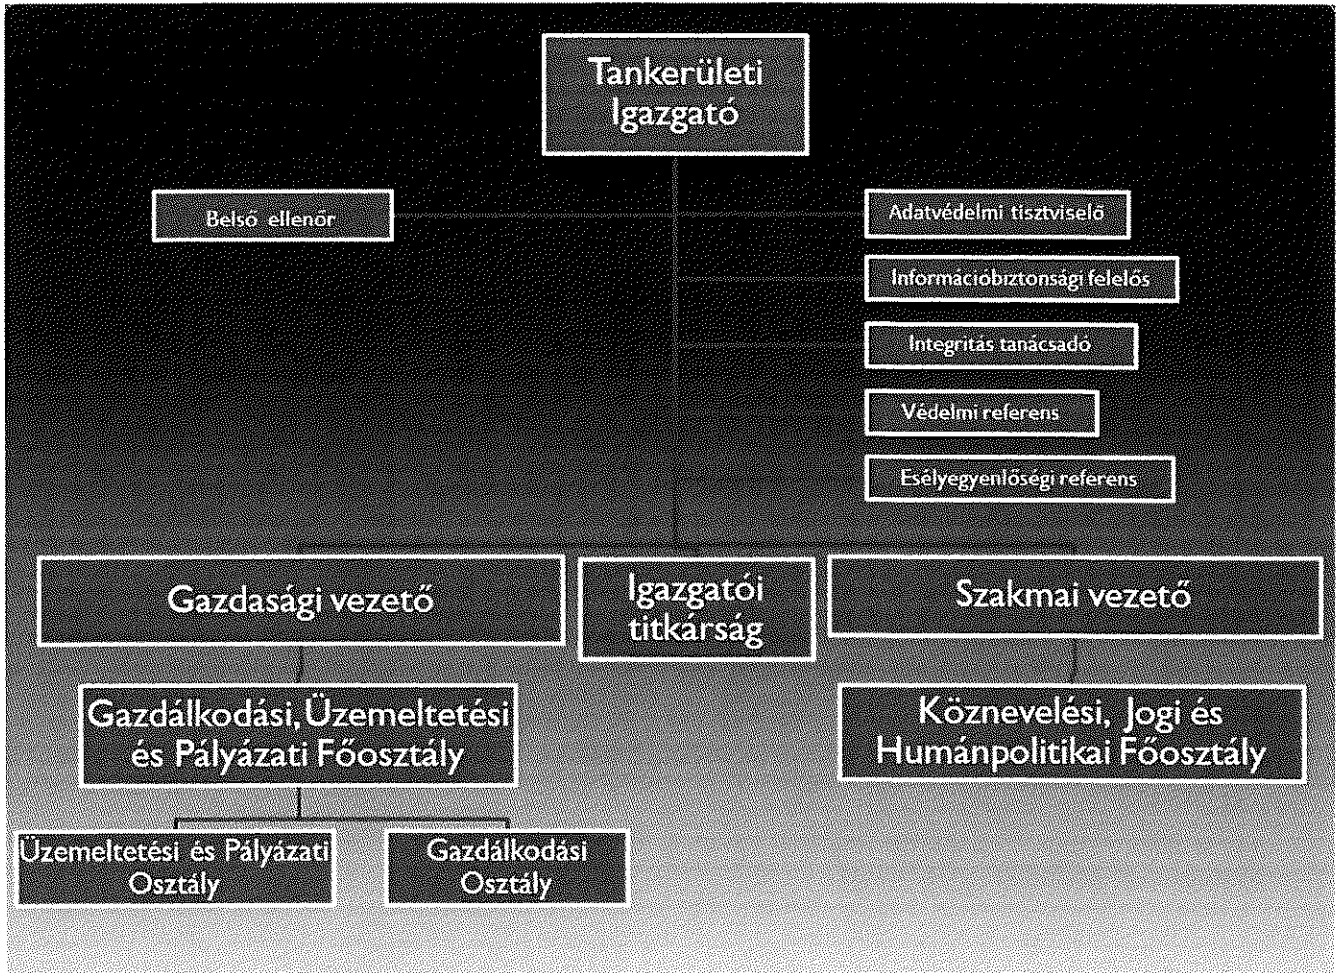 Tankerületi
Igazgató
Belső ellenőr
Adatvédelmi tisztviselő
Információbiztonsági felelős
Integritás tanácsadó
Védelmi referens
Esélyegyenlőségi referens
Gazdasági vezető
Igazgatói
titkárság
Szakmai vezető
Gazdálkodási, Üzemeltetési
és Pályázati Főosztály
Köznevelési, Jogi és
Humánpolitikai Főosztály
Üzemeltetési és Pályázati
Osztály
Gazdálkodási
Osztály